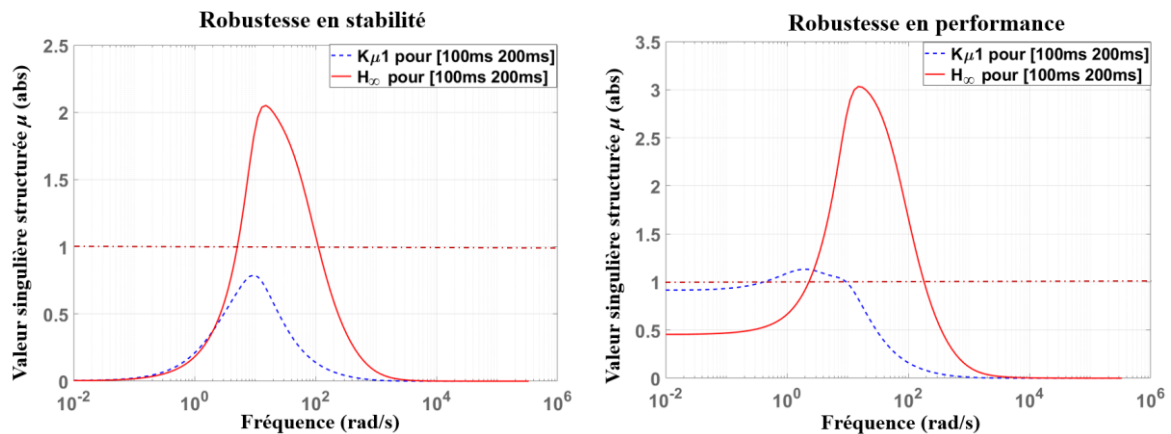 Robustesse en stabilité
Valeur singulière structurée μ (abs)
2.5
2
1.5
1
0.5
0
Kμ1 pour [100ms 200ms]
H∞ pour [100ms 200ms]
10-2
100
102
104
106
Fréquence (rad/s)
Robustesse en performance
Valeur singulière structurée μ (abs)
3.5
3
2.5
2
1.5
1
0.5
0
Kμ1 pour [100ms 200ms]
H∞ pour [100ms 200ms]
10-2
100
102
104
106
Fréquence (rad/s)